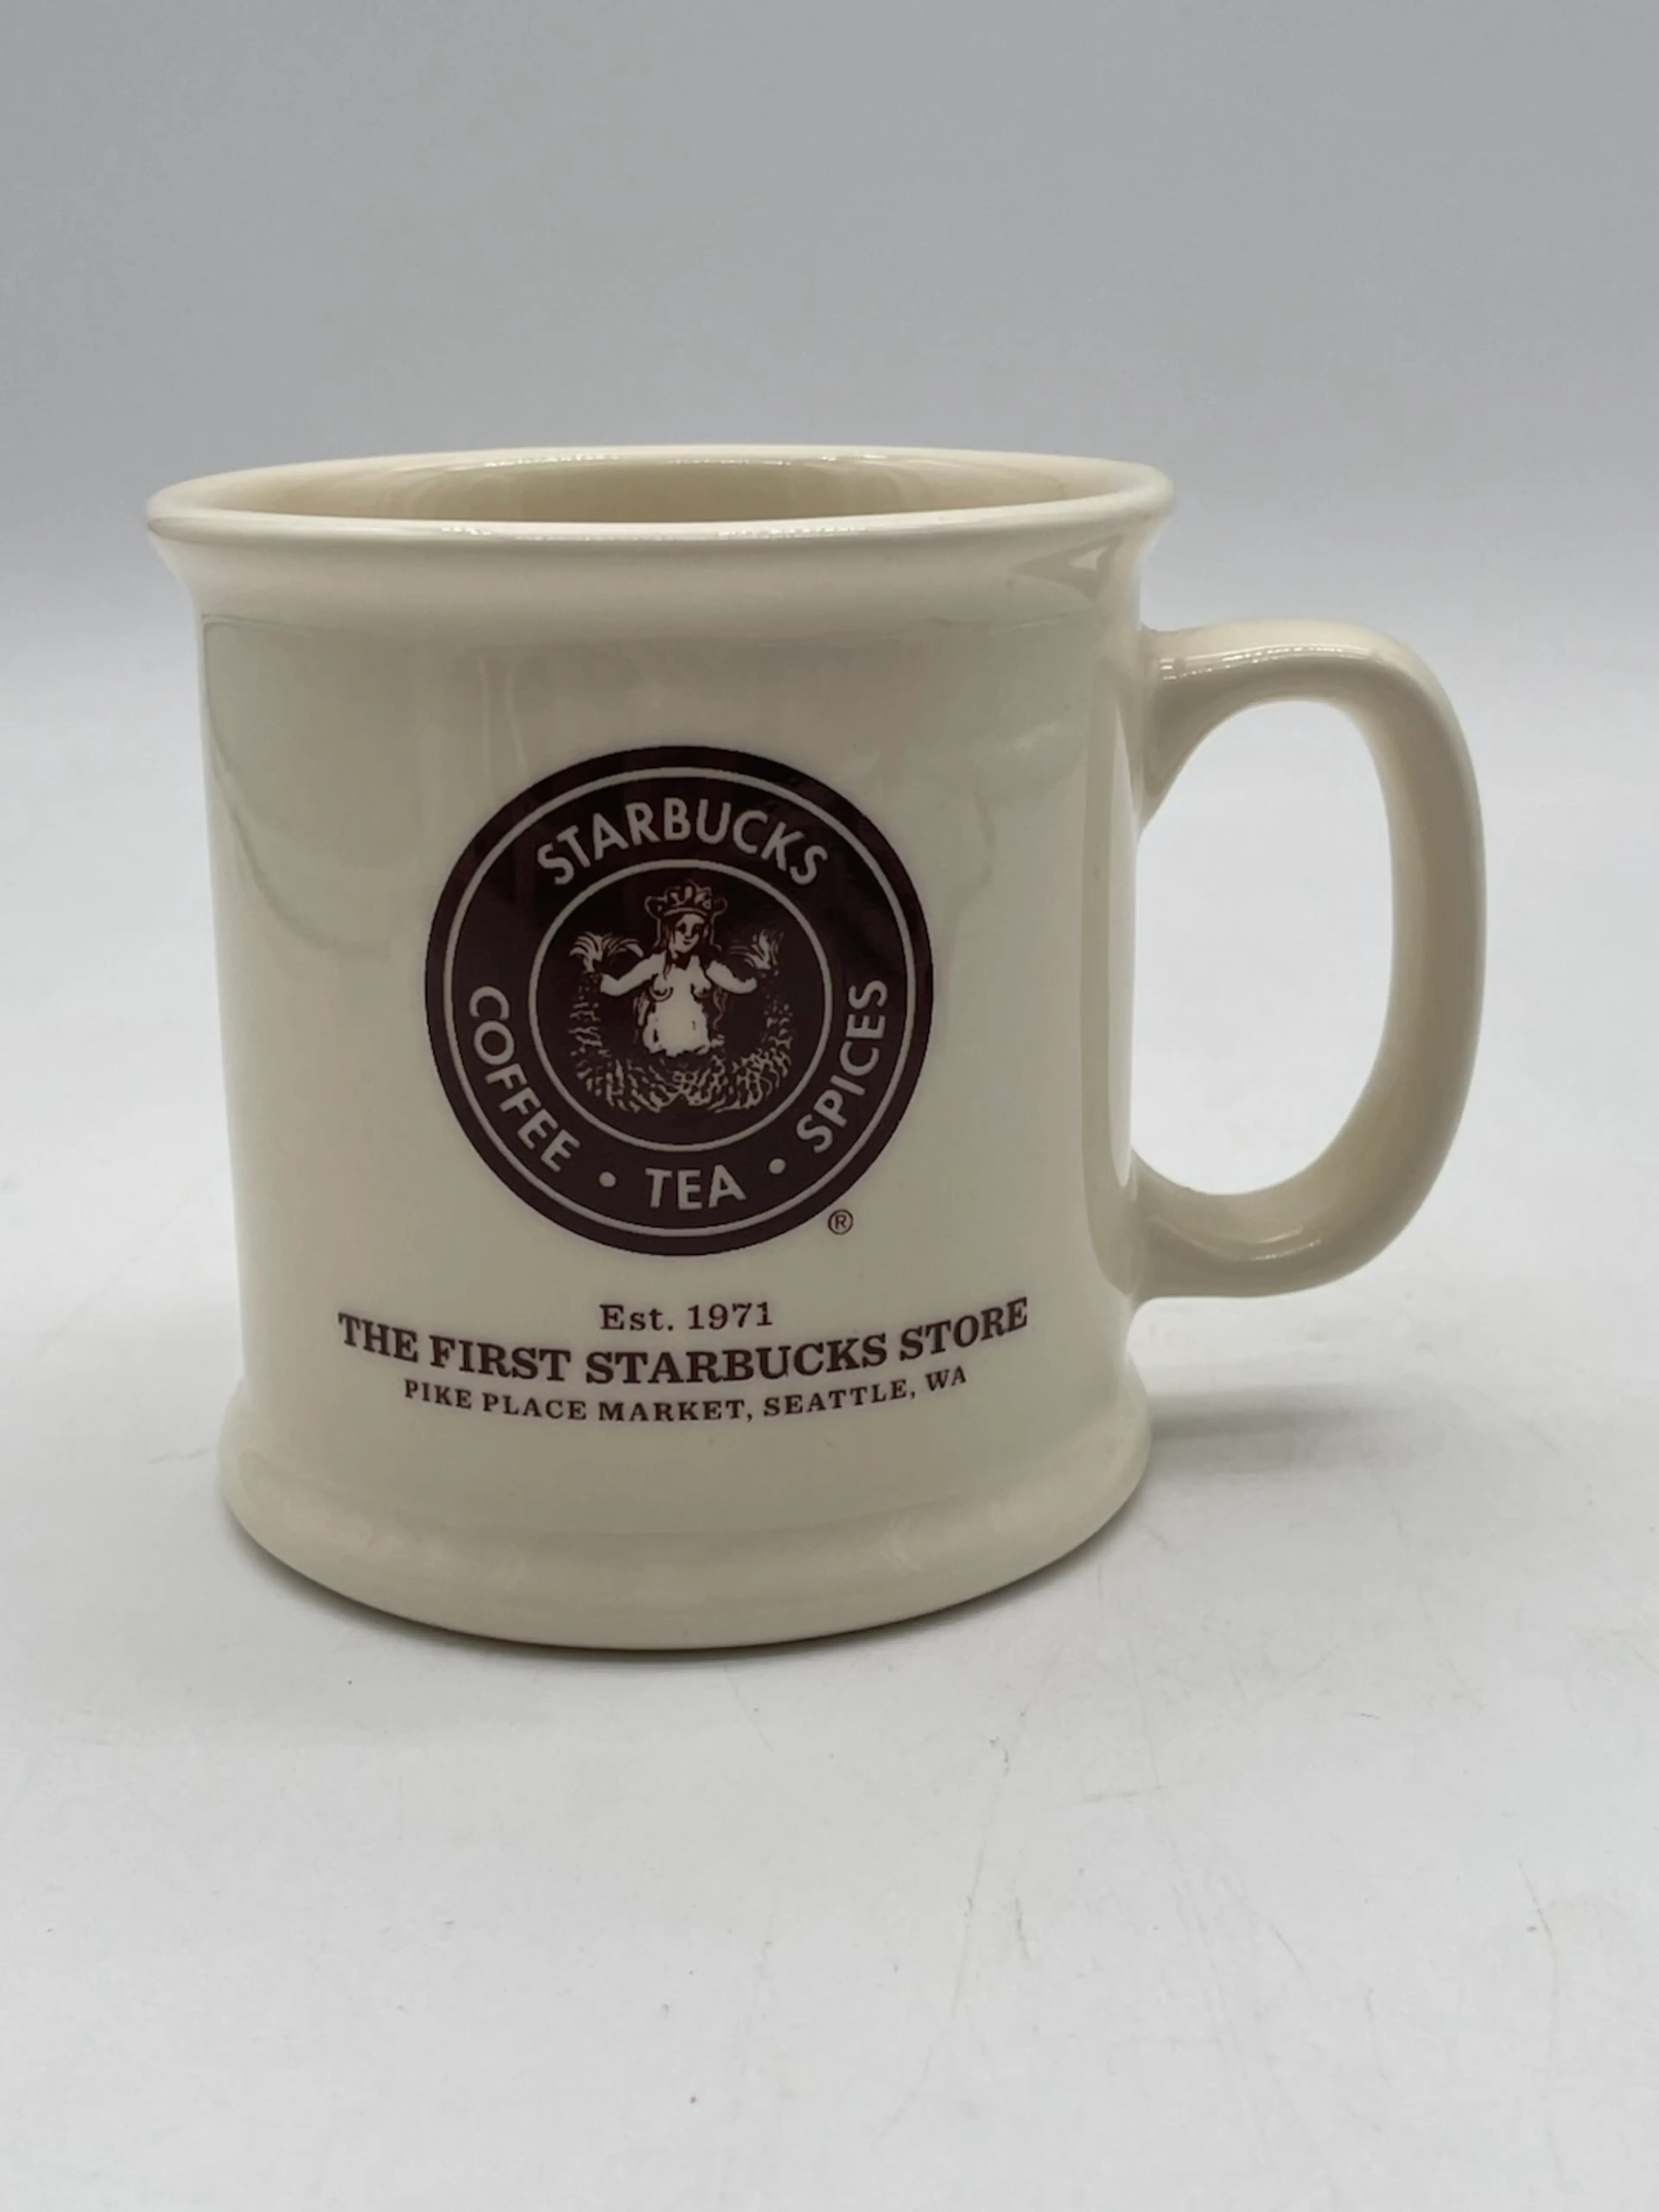 STARBUCKS
COFFEE • TEA • SPICES
®
Est. 1971
THE FIRST STARBUCKS STORE
PIKE PLACE MARKET, SEATTLE, WA